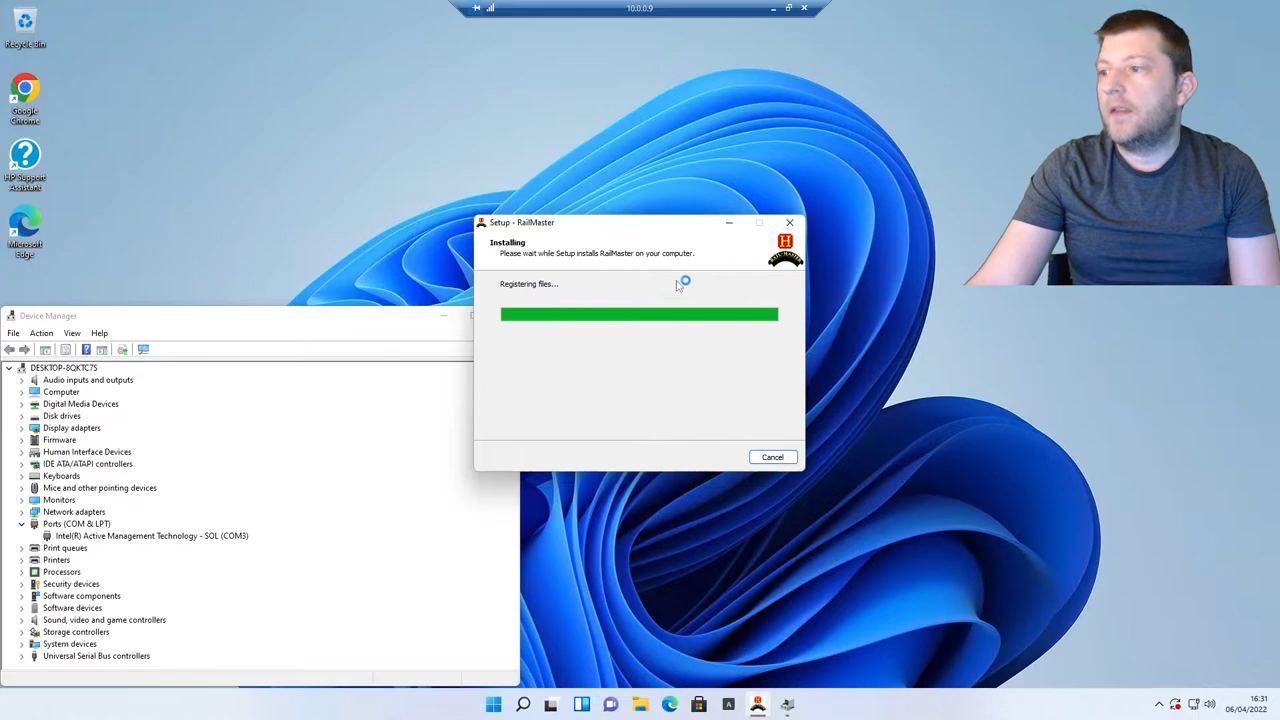 10.0.0.9
Recycle Bin
Google
Chrome
HP Support
Assistant
Microsoft
Edge
Setup - RailMaster
Installing
Please wait while Setup installs RailMaster on your computer.
H
RAIL MASTER
Registering files...
Cancel
Device Manager
File Action View Help
DESKTOP-8QKTC7S
Audio inputs and outputs
Computer
Digital Media Devices
Disk drives
Display adapters
Firmware
Human Interface Devices
IDE ATA/ATAPI controllers
Keyboards
Mice and other pointing devices
Monitors
Network adapters
Ports (COM & LPT)
Intel(R) Active Management Technology - SOL (COM3)
Print queues
Printers
Processors
Security devices
Software components
Software devices
Sound, video and game controllers
Storage controllers
System devices
Universal Serial Bus controllers
A
H
16:31
06/04/2022